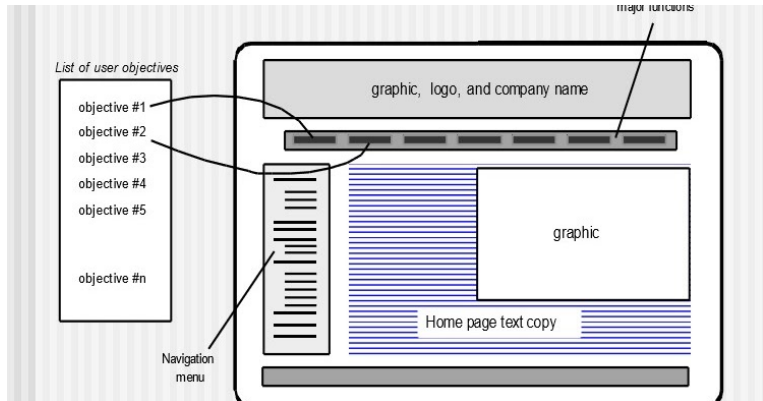 major functions
List of user objectives
graphic, logo, and company name
objective #1
objective #2
objective #3
objective #4
objective #5
objective #n
graphic
Home page text copy
Navigation
menu